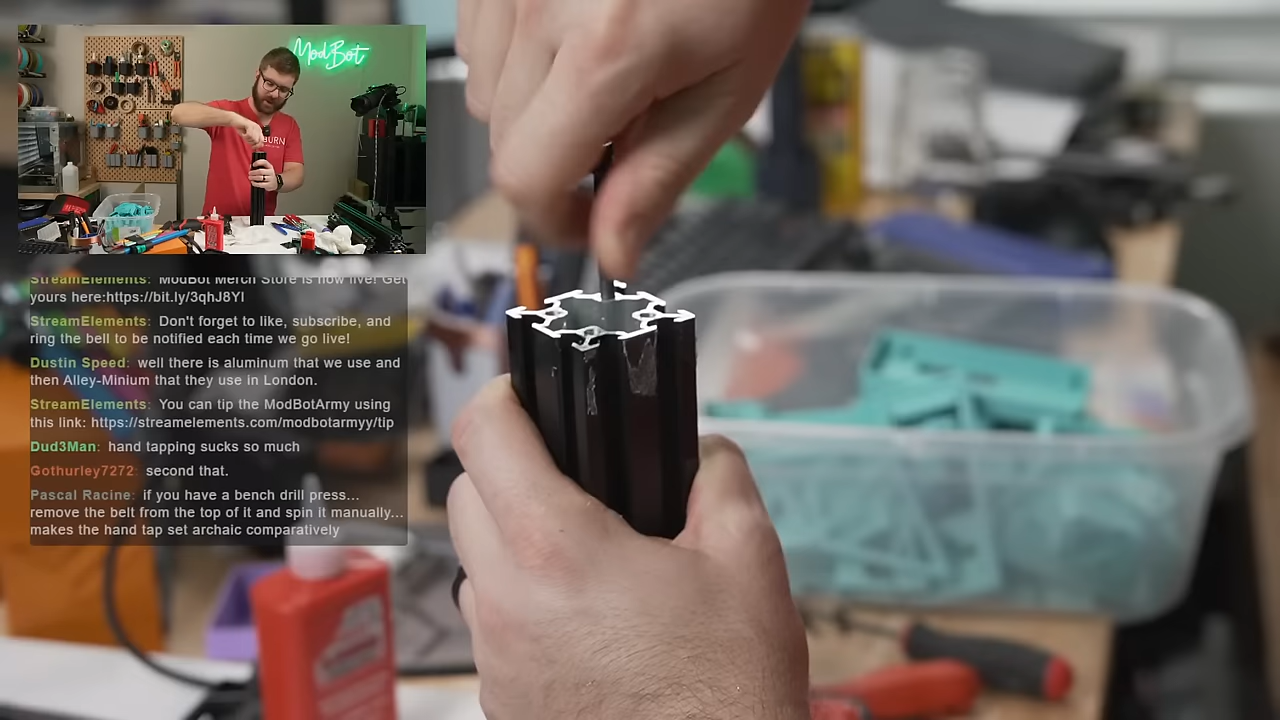 ModBot
BURN
StreamElements: ModBot Merch Store is now live! Get
yours here:https://bit.ly/3qhJ8Yl
StreamElements: Don't forget to like, subscribe, and
ring the bell to be notified each time we go live!
Dustin Speed: well there is aluminum that we use and
then Alley-Minium that they use in London.
StreamElements: You can tip the ModBotArmy using
this link: https://streamelements.com/modbotarmyy/tip
Dud3Man: hand tapping sucks so much
Gothurley7272: second that.
Pascal Racine: if you have a bench drill press...
remove the belt from the top of it and spin it manually...
makes the hand tap set archaic comparatively